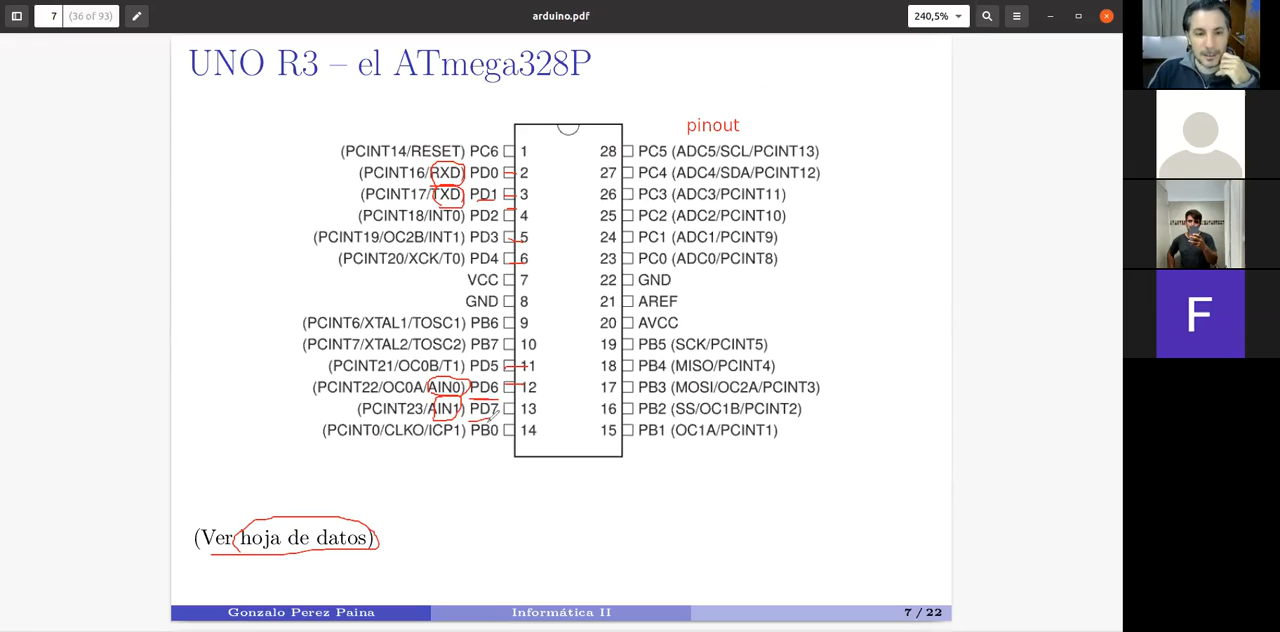 7 (36 of 93)
arduino.pdf
240,5%
UNO R3 – el ATmega328P
pinout
(PCINT14/RESET) PC6 1 28 PC5 (ADC5/SCL/PCINT13)
(PCINT16/RXD) PD0 2 27 PC4 (ADC4/SDA/PCINT12)
(PCINT17/TXD) PD1 3 26 PC3 (ADC3/PCINT11)
(PCINT18/INT0) PD2 4 25 PC2 (ADC2/PCINT10)
(PCINT19/OC2B/INT1) PD3 5 24 PC1 (ADC1/PCINT9)
(PCINT20/XCK/T0) PD4 6 23 PC0 (ADC0/PCINT8)
VCC 7 22 GND
GND 8 21 AREF
(PCINT6/XTAL1/TOSC1) PB6 9 20 AVCC
(PCINT7/XTAL2/TOSC2) PB7 10 19 PB5 (SCK/PCINT5)
(PCINT21/OC0B/T1) PD5 11 18 PB4 (MISO/PCINT4)
(PCINT22/OC0A/AIN0) PD6 12 17 PB3 (MOSI/OC2A/PCINT3)
(PCINT23/AIN1) PD7 13 16 PB2 (SS/OC1B/PCINT2)
(PCINT0/CLKO/ICP1) PB0 14 15 PB1 (OC1A/PCINT1)
(Ver hoja de datos)
Gonzalo Perez Paina Informática II 7 / 22
F